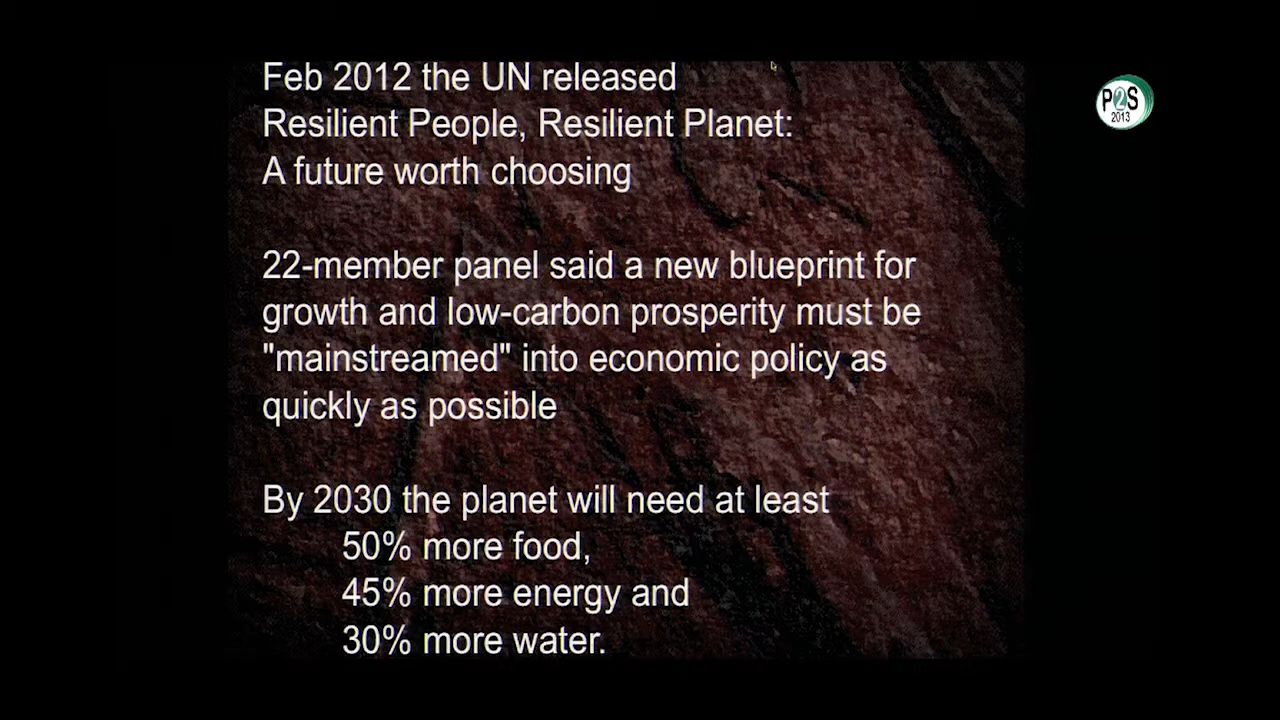 Feb 2012 the UN released
Resilient People, Resilient Planet:
A future worth choosing
22-member panel said a new blueprint for
growth and low-carbon prosperity must be
"mainstreamed" into economic policy as
quickly as possible
By 2030 the planet will need at least
50% more food,
45% more energy and
30% more water.
P2S
2013